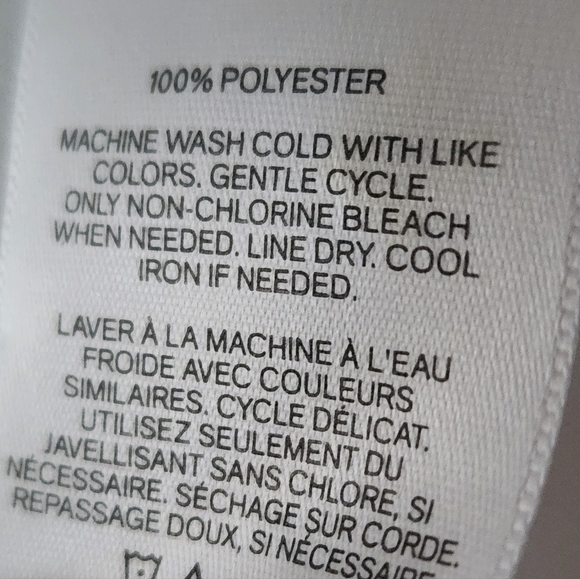 100% POLYESTER
MACHINE WASH COLD WITH LIKE
COLORS. GENTLE CYCLE.
ONLY NON-CHLORINE BLEACH
WHEN NEEDED. LINE DRY. COOL
IRON IF NEEDED.
LAVER À LA MACHINE À L'EAU
FROIDE AVEC COULEURS
SIMILAIRES. CYCLE DÉLICAT.
UTILISEZ SEULEMENT DU
JAVELLISANT SANS CHLORE, SI
NÉCESSAIRE. SÉCHAGE SUR CORDE.
REPASSAGE DOUX, SI NÉCESSAIRE